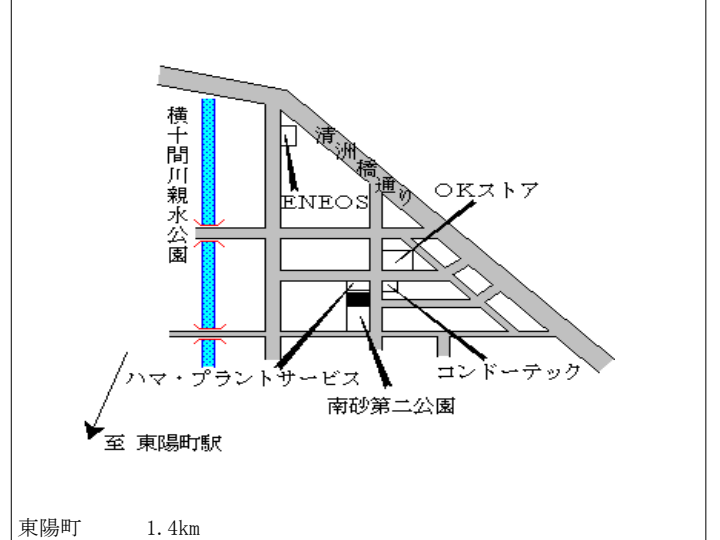 横十間川親水公園
清洲橋通り
ENEOS
OKストア
ハマ・プラントサービス
コンドーテック
南砂第二公園
至 東陽町駅
東陽町 1.4km